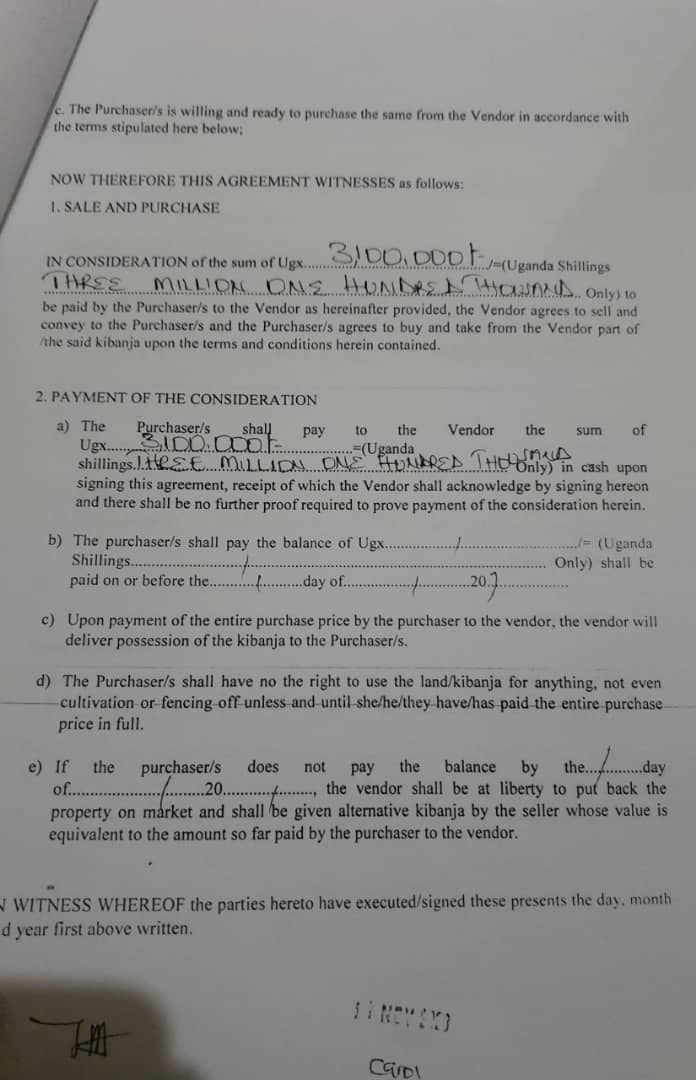 c. The Purchaser/s is willing and ready to purchase the same from the Vendor in accordance with
the terms stipulated here below;
NOW THEREFORE THIS AGREEMENT WITNESSES as follows:
1. SALE AND PURCHASE
IN CONSIDERATION of the sum of Ugx.....3,100,000/=...../=(Uganda Shillings
THREE MILLION ONE HUNDRED THOUSAND... Only) to
be paid by the Purchaser/s to the Vendor as hereinafter provided, the Vendor agrees to sell and
convey to the Purchaser/s and the Purchaser/s agrees to buy and take from the Vendor part of
/the said kibanja upon the terms and conditions herein contained.
2. PAYMENT OF THE CONSIDERATION
a) The Purchaser/s shall pay to the Vendor the sum of
Ugx.....3,100,000/=..........=(Uganda
shillings.THREE MILLION ONE HUNDRED THOUSAND Only) in cash upon
signing this agreement, receipt of which the Vendor shall acknowledge by signing hereon
and there shall be no further proof required to prove payment of the consideration herein.
b) The purchaser/s shall pay the balance of Ugx............../................../= (Uganda
Shillings......................./........................................................ Only) shall be
paid on or before the.........../.........day of................/...........20./................
c) Upon payment of the entire purchase price by the purchaser to the vendor, the vendor will
deliver possession of the kibanja to the Purchaser/s.
d) The Purchaser/s shall have no the right to use the land/kibanja for anything, not even
cultivation or fencing off unless and until she/he/they have/has paid the entire purchase
price in full.
e) If the purchaser/s does not pay the balance by the..../........day
of..................../........20............/........, the vendor shall be at liberty to put back the
property on market and shall be given alternative kibanja by the seller whose value is
equivalent to the amount so far paid by the purchaser to the vendor.
N WITNESS WHEREOF the parties hereto have executed/signed these presents the day, month
d year first above written.
NOV
Carol